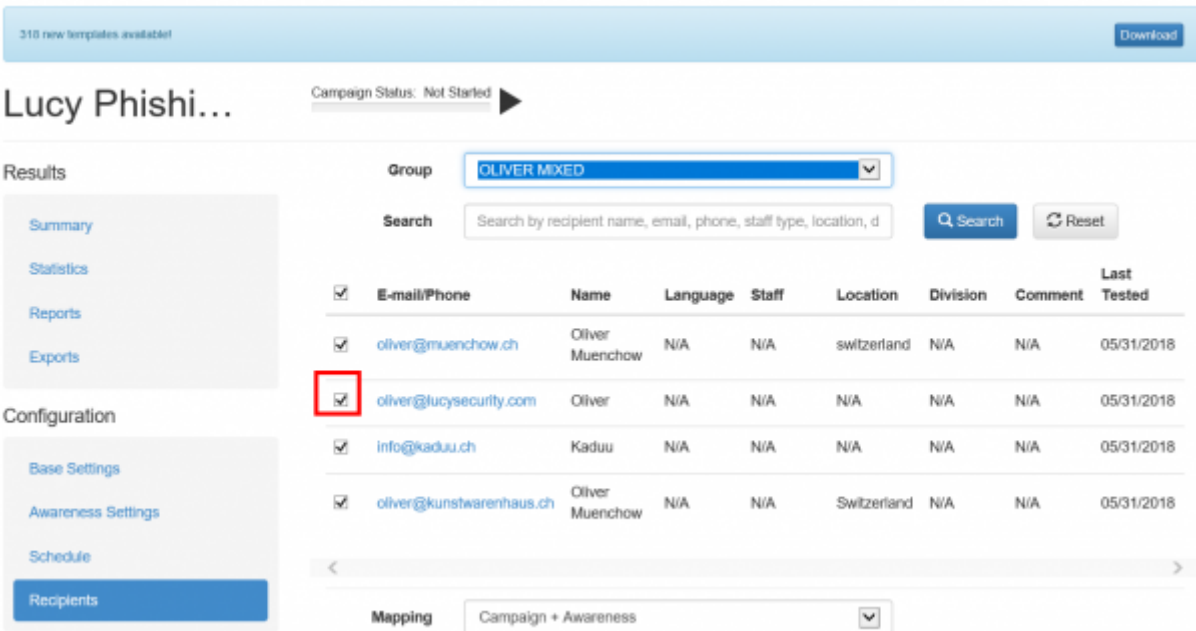 318 new templates available!
Download
Lucy Phishi...
Campaign Status: Not Started
Results
Summary
Statistics
Reports
Exports
Configuration
Base Settings
Awareness Settings
Schedule
Recipients
Group
OLIVER MIXED
Search
Search by recipient name, email, phone, staff type, location, d
Search
Reset
E-mail/Phone Name Language Staff Location Division Comment Last Tested
oliver@muenchow.ch Oliver Muenchow N/A N/A switzerland N/A N/A 05/31/2018
oliver@lucysecurity.com Oliver N/A N/A N/A N/A N/A 05/31/2018
info@kaduu.ch Kaduu N/A N/A N/A N/A N/A 05/31/2018
oliver@kunstwarenhaus.ch Oliver Muenchow N/A N/A Switzerland N/A N/A 05/31/2018
Mapping
Campaign + Awareness